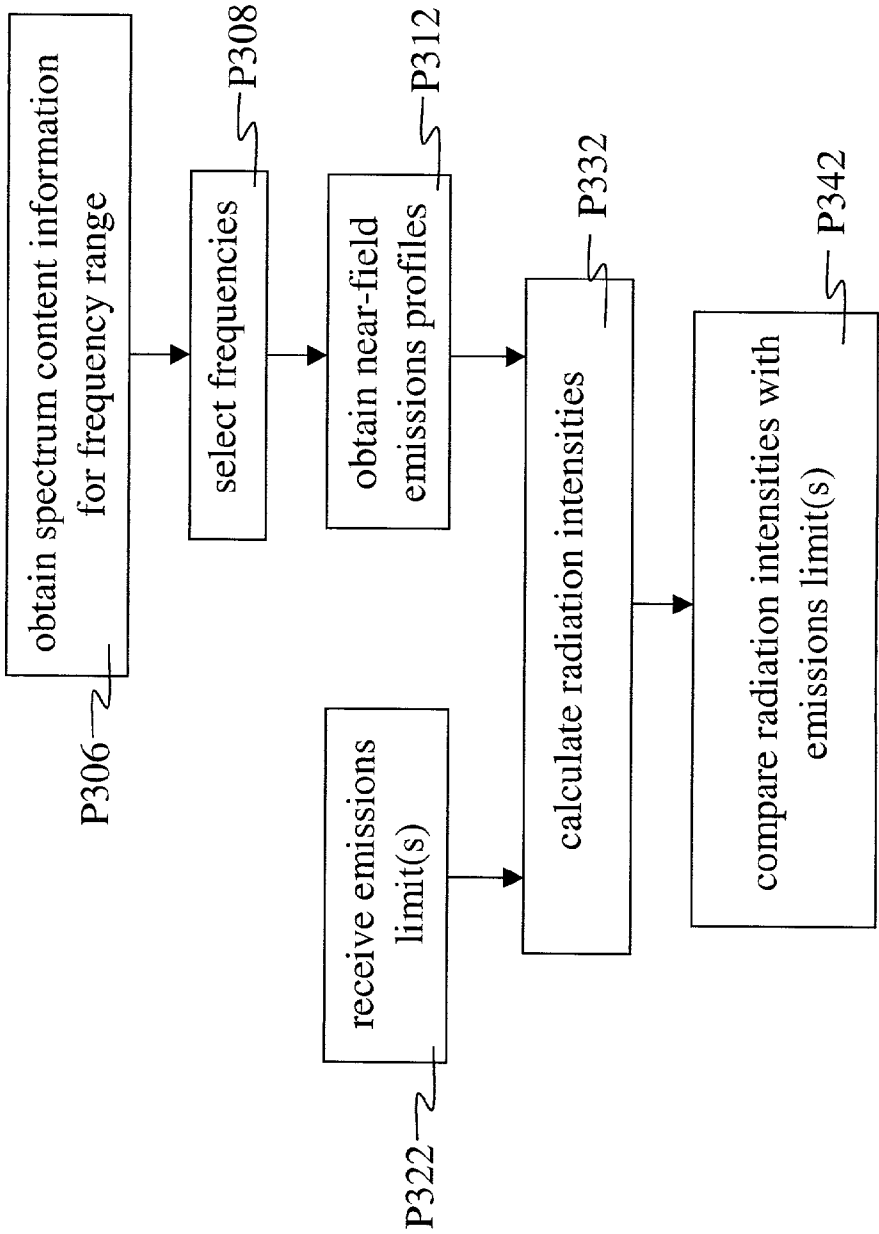 obtain spectrum content information
for frequency range
P306
select frequencies
P308
obtain near-field
emissions profiles
P312
receive emissions
limit(s)
P322
calculate radiation intensities
P332
compare radiation intensities with
emissions limit(s)
P342